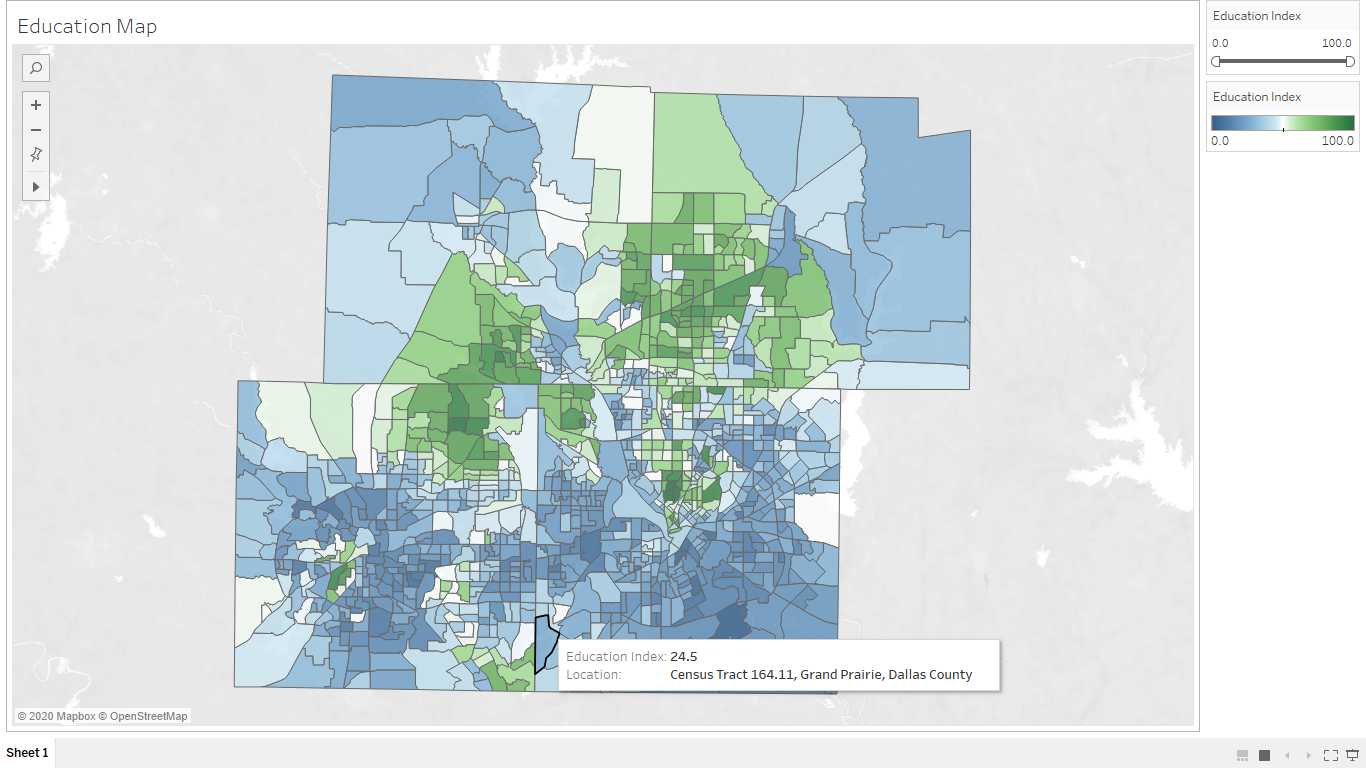 Education Map
Education Index
0.0 100.0
Education Index
0.0 100.0
Education Index: 24.5
Location: Census Tract 164.11, Grand Prairie, Dallas County
© 2020 Mapbox © OpenStreetMap
Sheet 1